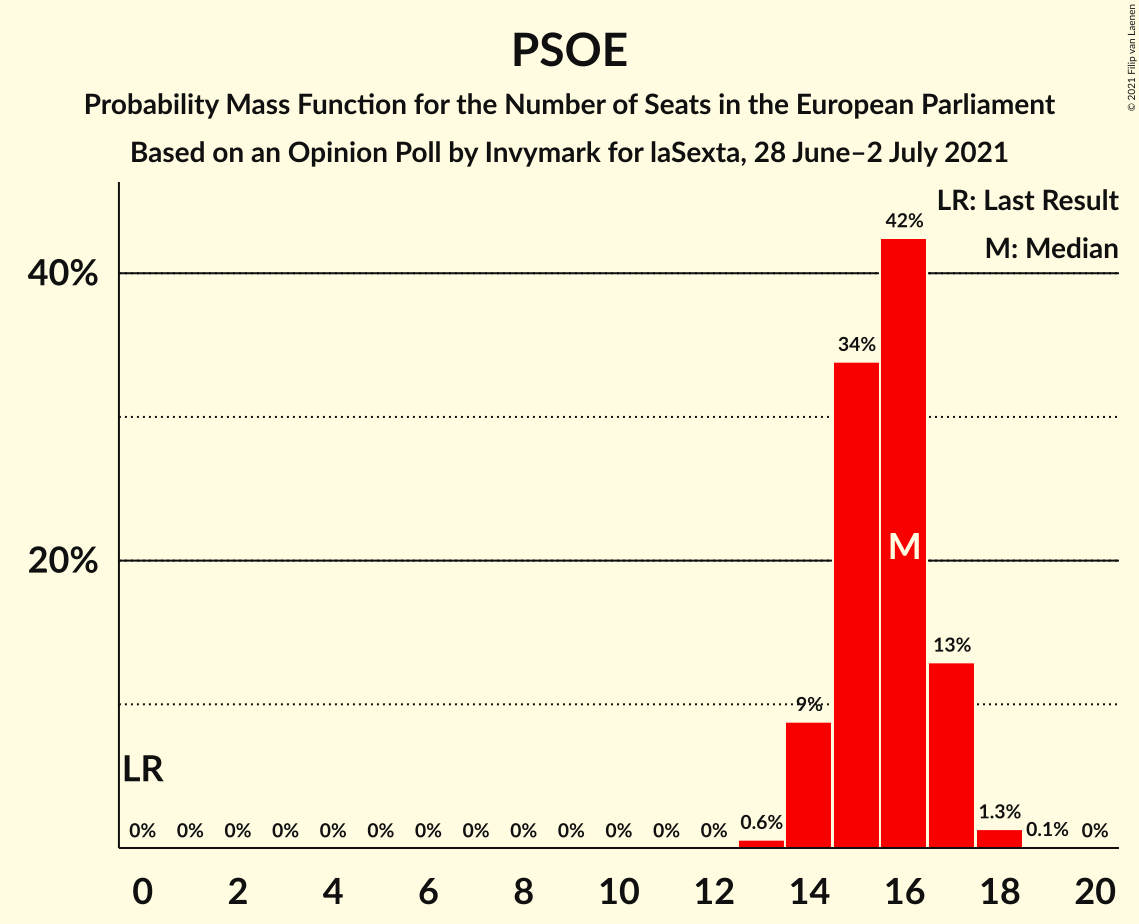 PSOE
Probability Mass Function for the Number of Seats in the European Parliament
Based on an Opinion Poll by Invymark for laSexta, 28 June–2 July 2021
© 2021 Filip van Laenen
LR: Last Result
M: Median
42%
40%
34%
20%
M
13%
9%
LR
0% 0% 0% 0% 0% 0% 0% 0% 0% 0% 0% 0% 0% 0.6% 1.3% 0.1% 0%
0 2 4 6 8 10 12 14 16 18 20